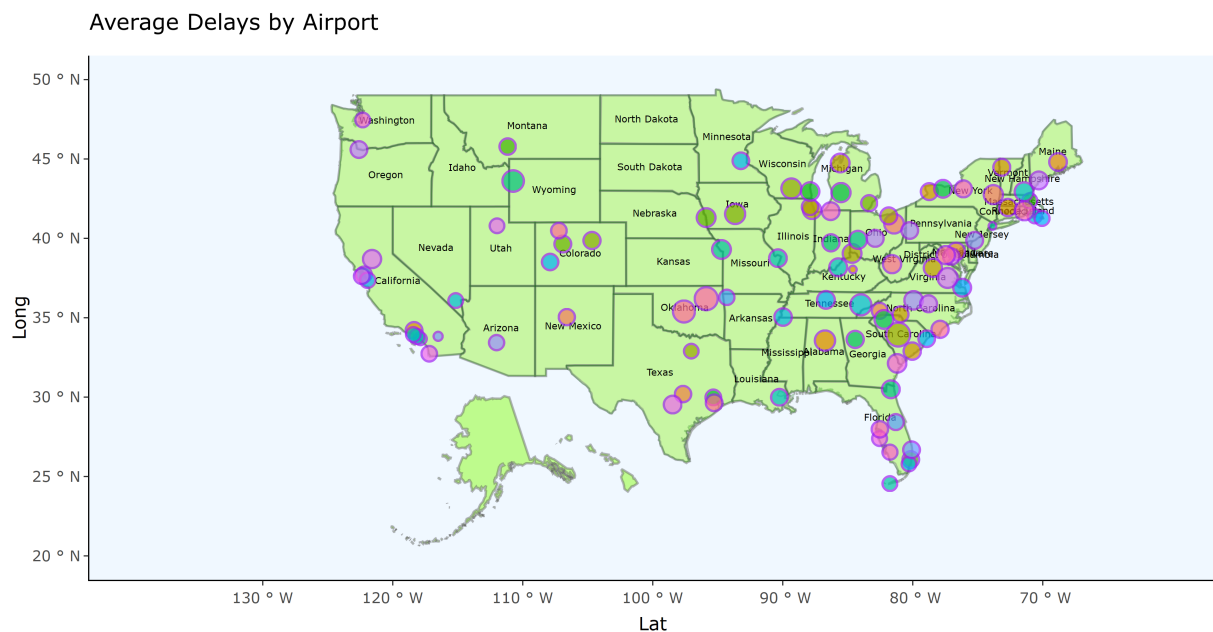 Average Delays by Airport
50 ° N
45 ° N
40 ° N
35 ° N
30 ° N
25 ° N
20 ° N
Long
Washington
Montana
North Dakota
Minnesota
Maine
Oregon
Idaho
Wyoming
South Dakota
Wisconsin
Michigan
Vermont
New Hampshire
New York
Massachusetts
Rhode Island
Nebraska
Iowa
Pennsylvania
New Jersey
Nevada
Utah
Colorado
Illinois
Indiana
Ohio
California
Kansas
Missouri
Kentucky
West Virginia
Virginia
Oklahoma
Arkansas
Tennessee
North Carolina
Arizona
New Mexico
South Carolina
Mississippi
Alabama
Georgia
Texas
Louisiana
Florida
130 ° W
120 ° W
110 ° W
100 ° W
90 ° W
80 ° W
70 ° W
Lat